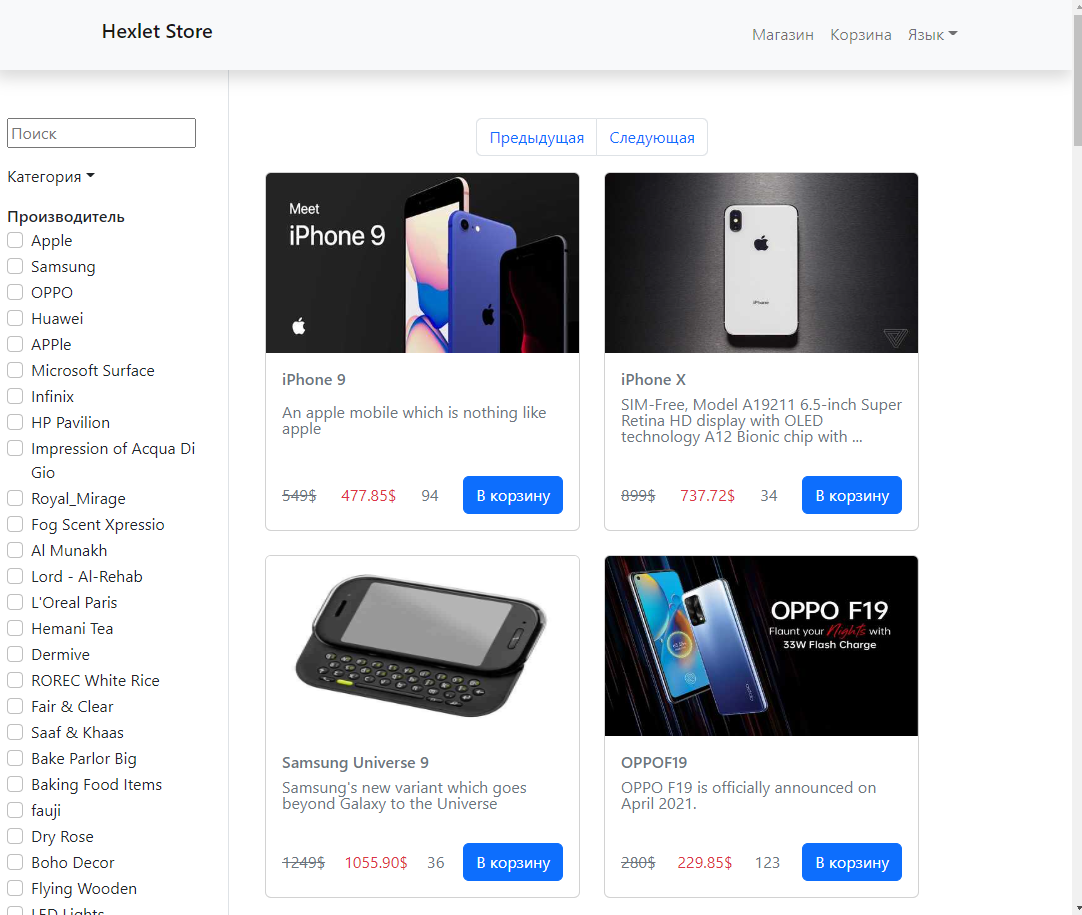 Hexlet Store
Магазин
Корзина
Язык
Поиск
Категория
Производитель
Apple
Samsung
OPPO
Huawei
APPle
Microsoft Surface
Infinix
HP Pavilion
Impression of Acqua Di
Gio
Royal_Mirage
Fog Scent Xpressio
Al Munakh
Lord - Al-Rehab
L'Oreal Paris
Hemani Tea
Dermive
ROREC White Rice
Fair & Clear
Saaf & Khaas
Bake Parlor Big
Baking Food Items
fauji
Dry Rose
Boho Decor
Flying Wooden
LED Lights
Предыдущая
Следующая
Meet
iPhone 9
iPhone 9
An apple mobile which is nothing like
apple
549$
477.85$
94
В корзину
iPhone
iPhone X
SIM-Free, Model A19211 6.5-inch Super
Retina HD display with OLED
technology A12 Bionic chip with ...
899$
737.72$
34
В корзину
Samsung Universe 9
Samsung's new variant which goes
beyond Galaxy to the Universe
1249$
1055.90$
36
В корзину
OPPO F19
Flaunt your Nights with
33W Flash Charge
OPPOF19
OPPO F19 is officially announced on
April 2021.
280$
229.85$
123
В корзину